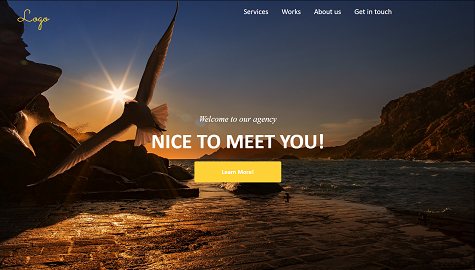 Logo
Services Works About us Get in touch
Welcome to our agency
NICE TO MEET YOU!
Learn More!